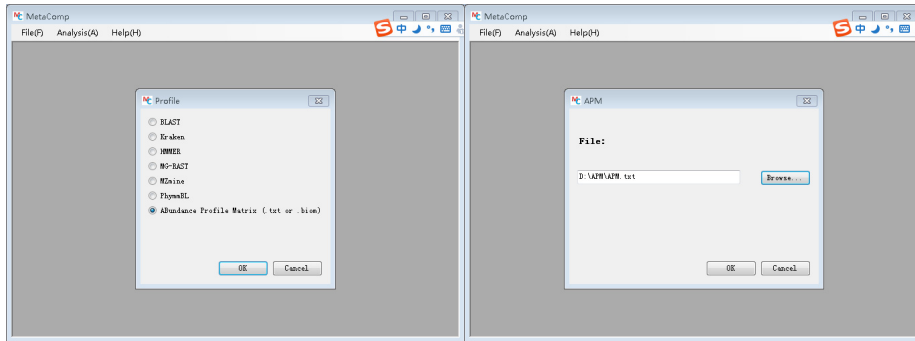 MetaComp
File(F) Analysis(A) Help(H)
中
Profile
BLAST
Kraken
HMMER
MG-RAST
MZmine
PhymmBL
ABundance Profile Matrix (.txt or .biom)
OK Cancel
MetaComp
File(F) Analysis(A) Help(H)
中
APM
File:
D:\APM\APM.txt
Browse...
OK Cancel